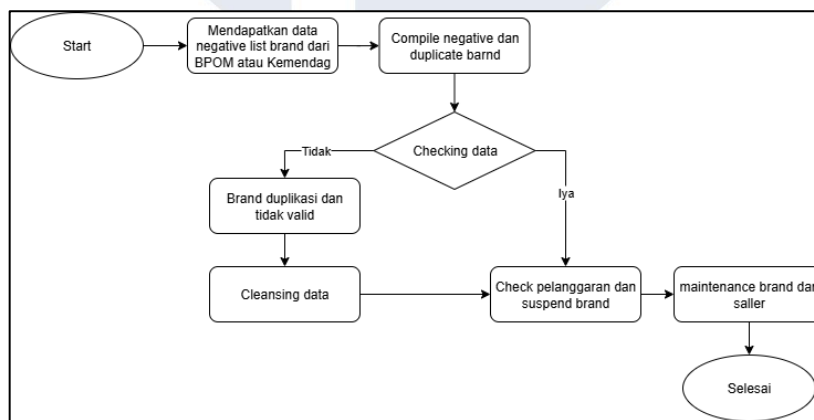 Start
Mendapatkan data
negative list brand dari
BPOM atau Kemendag
Compile negative dan
duplicate barnd
Checking data
Tidak
Iya
Brand duplikasi dan
tidak valid
Cleansing data
Check pelanggaran dan
suspend brand
maintenance brand dan
saller
Selesai